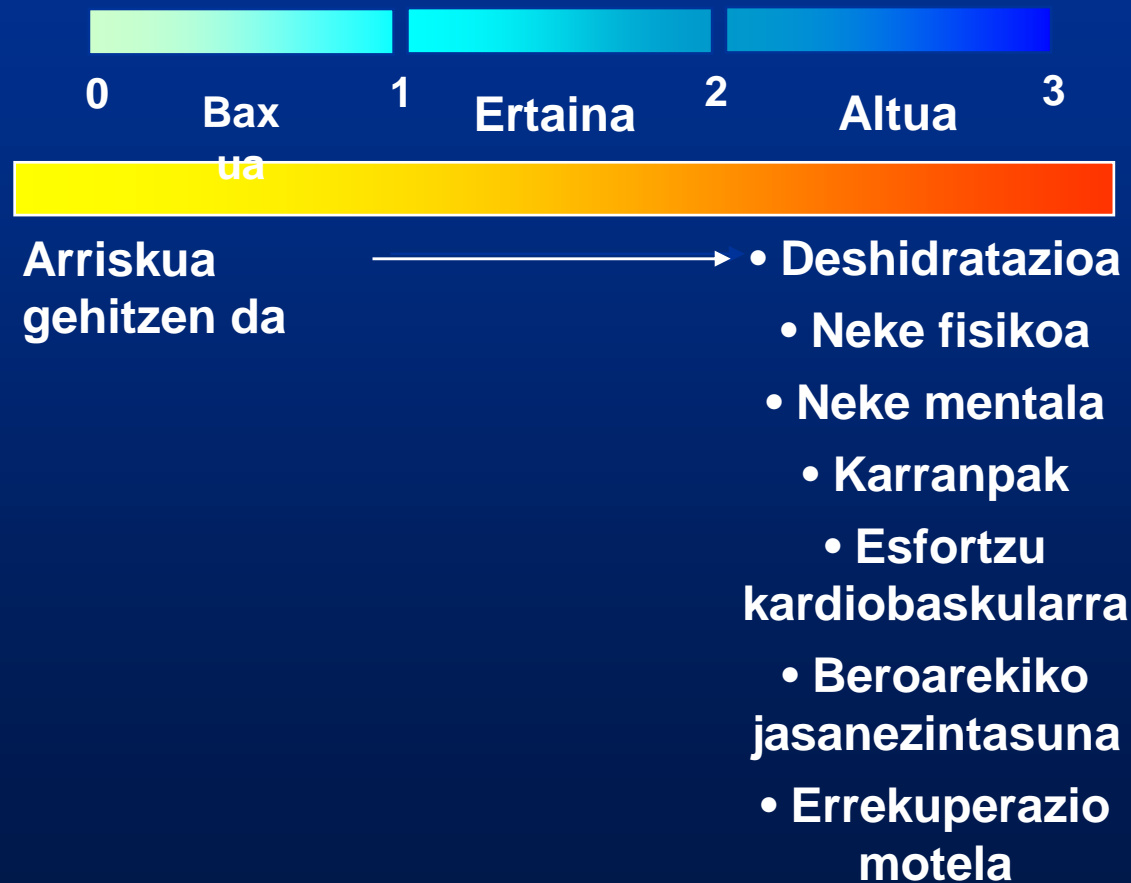 0 1 2 3
Bax
ua
Ertaina
Altua
Arriskua
gehitzen da
• Deshidratazioa
• Neke fisikoa
• Neke mentala
• Karranpak
• Esfortzu
kardiobaskularra
• Beroarekiko
jasanezintasuna
• Errekuperazio
motela